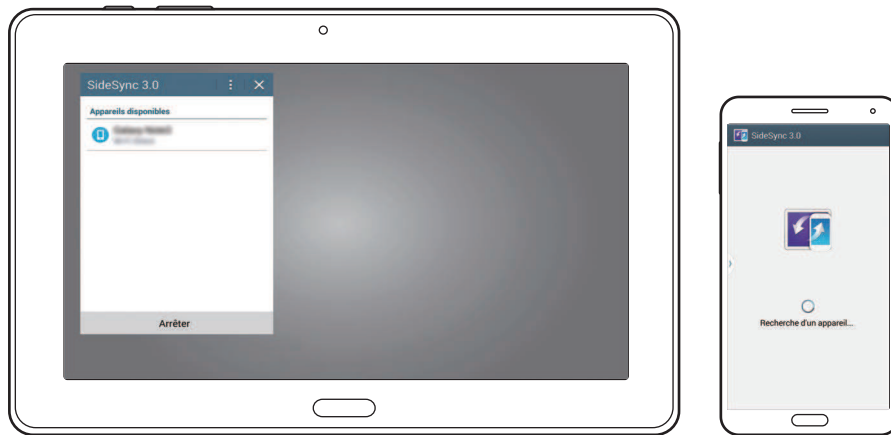 SideSync 3.0
Appareils disponibles
Arrêter
SideSync 3.0
Recherche d'un appareil...